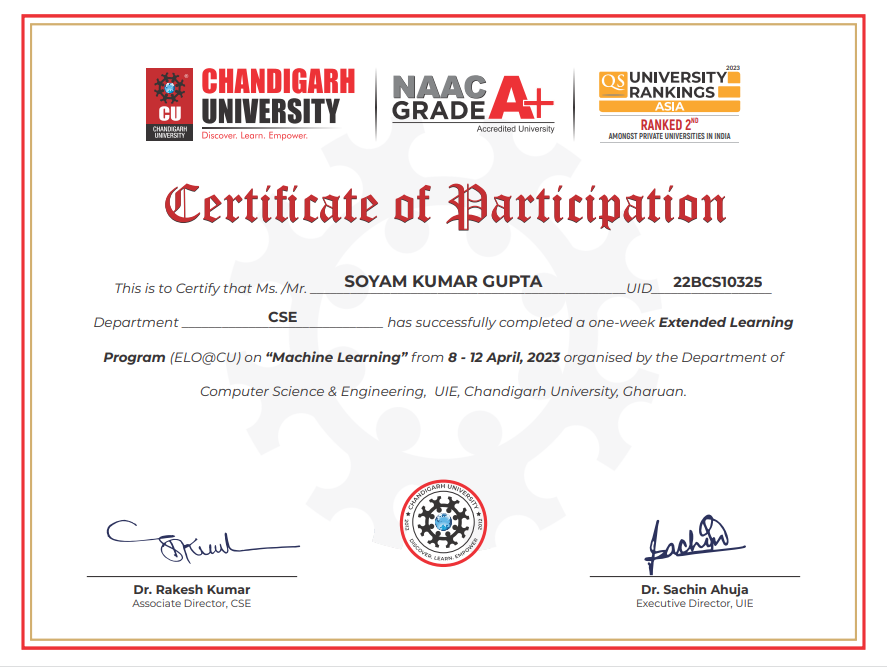 CU
CHANDIGARH
UNIVERSITY
CHANDIGARH
UNIVERSITY
Discover. Learn. Empower.
NAAC
GRADE A+
Accredited University
2023
QS UNIVERSITY
RANKINGS
ASIA
RANKED 2ND
AMONGST PRIVATE UNIVERSITIES IN INDIA
Certificate of Participation
This is to Certify that Ms. /Mr. SOYAM KUMAR GUPTA UID 22BCS10325
Department CSE has successfully completed a one-week Extended Learning
Program (ELO@CU) on “Machine Learning” from 8 - 12 April, 2023 organised by the Department of
Computer Science & Engineering, UIE, Chandigarh University, Gharuan.
CHANDIGARH UNIVERSITY
2012 2012
DISCOVER. LEARN. EMPOWER
Sachin
Dr. Rakesh Kumar
Associate Director, CSE
Dr. Sachin Ahuja
Executive Director, UIE